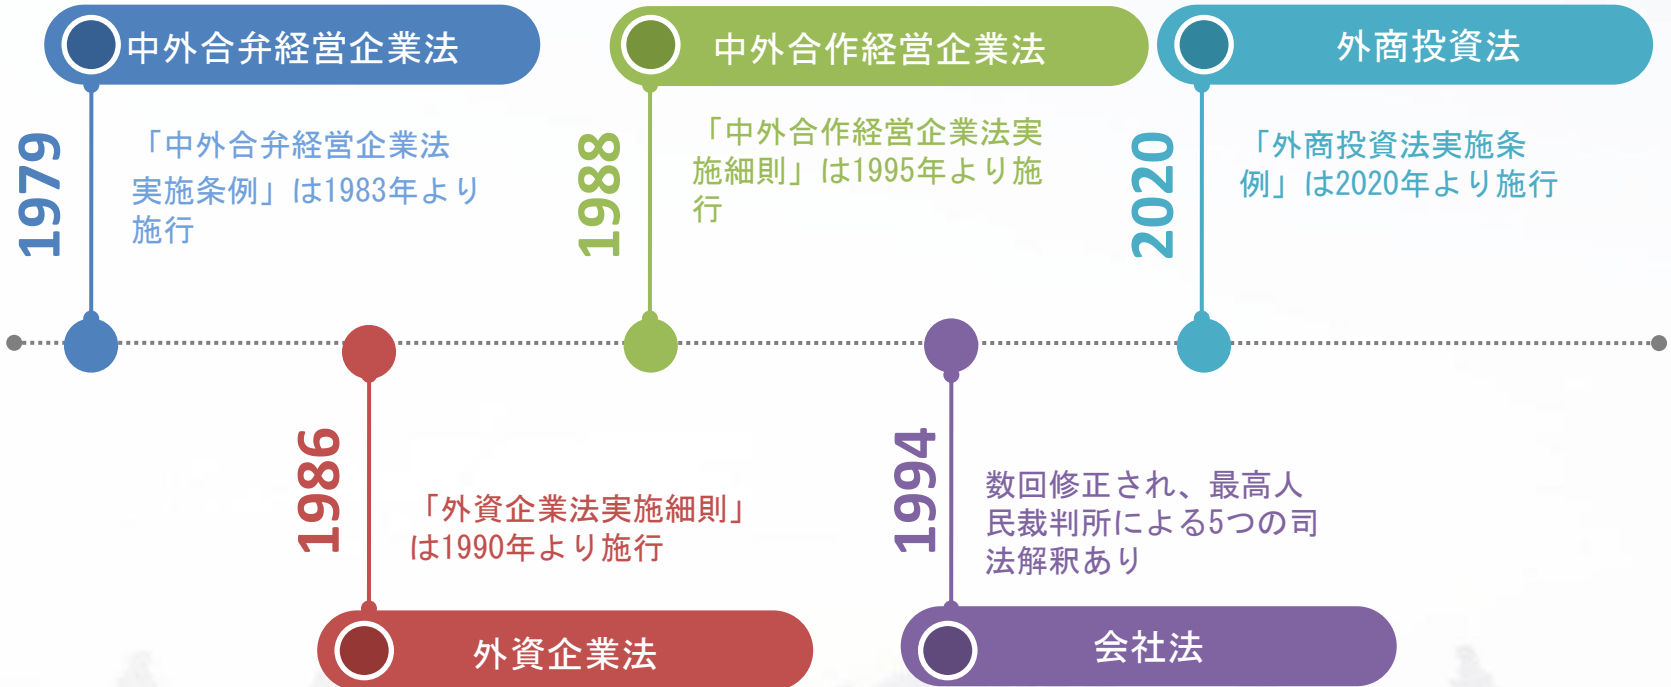 中外合弁経営企業法
1979
「中外合弁経営企業法
実施条例」は1983年より
施行
中外合作経営企業法
1988
「中外合作経営企業法実
施細則」は1995年より施
行
外商投資法
2020
「外商投資法実施条
例」は2020年より施行
1986
「外資企業法実施細則」
は1990年より施行
外資企業法
1994
数回修正され、最高人
民裁判所による5つの司
法解釈あり
会社法